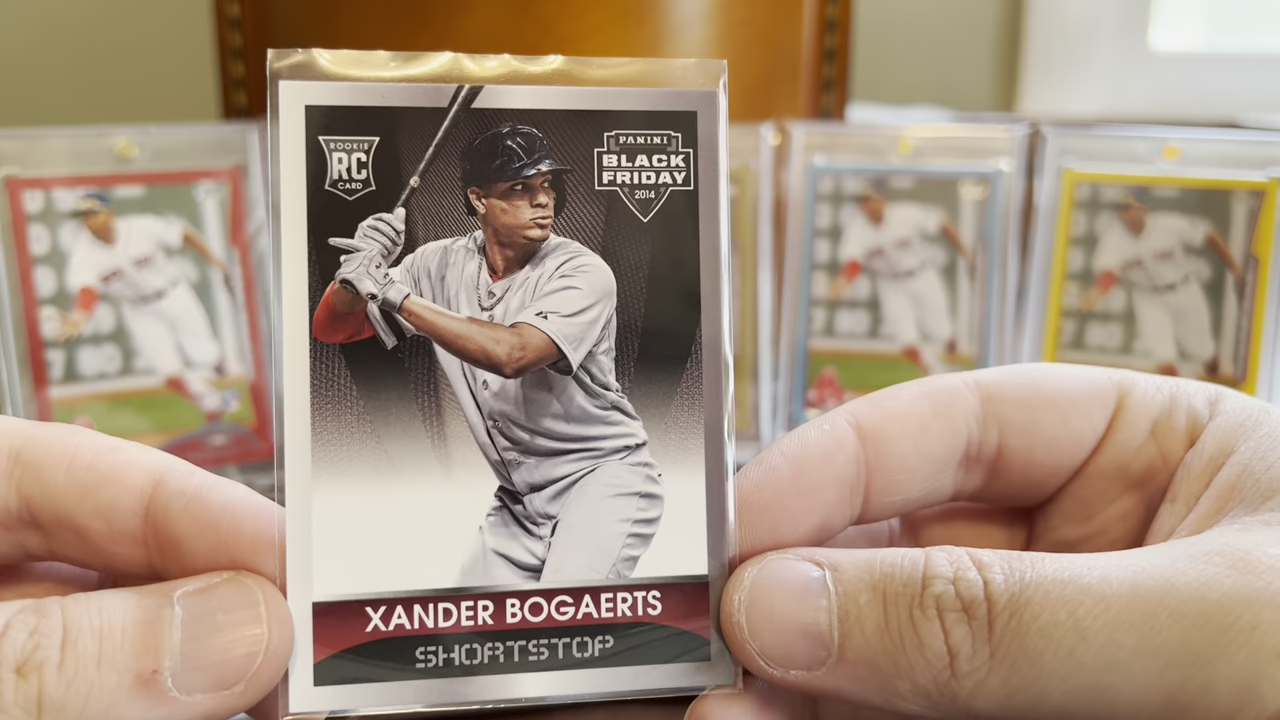 ROOKIE
RC
CARD
PANINI
BLACK
FRIDAY
2014
XANDER BOGAERTS
SHORTSTOP